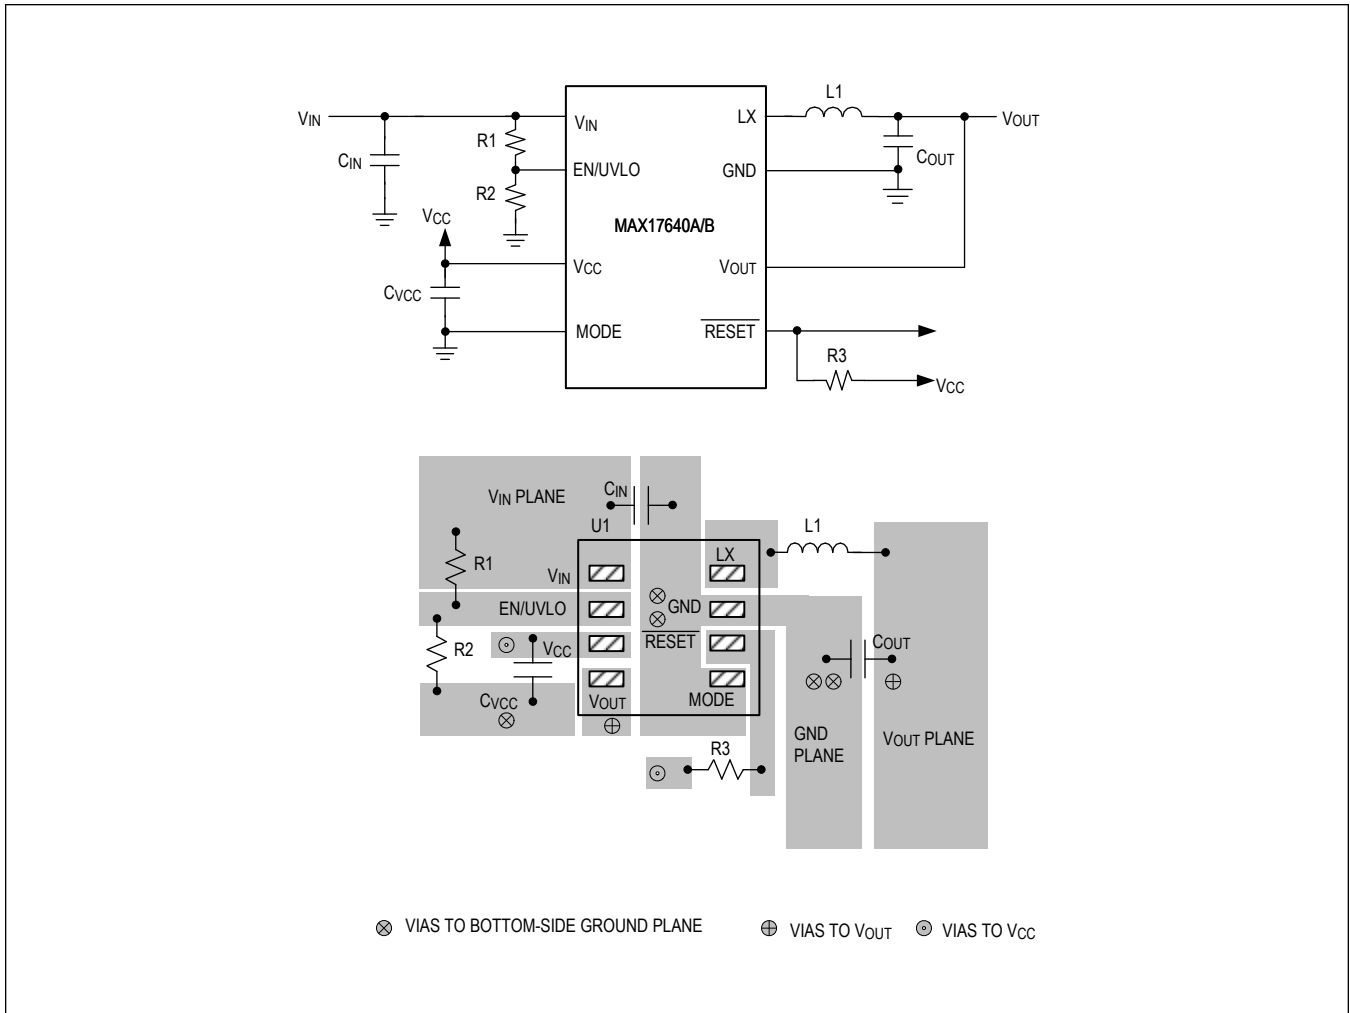 VIN
CIN
R1
R2
VCC
CVCC
VIN
EN/UVLO
VCC
MODE
MAX17640A/B
LX
GND
VOUT
RESET
L1
COUT
VOUT
R3
VCC
VIN PLANE
CIN
U1
R1
VIN
LX
L1
EN/UVLO
GND
R2
VCC
RESET
COUT
CVCC
VOUT
MODE
GND
PLANE
VOUT PLANE
R3
VIAS TO BOTTOM-SIDE GROUND PLANE
VIAS TO VOUT
VIAS TO VCC